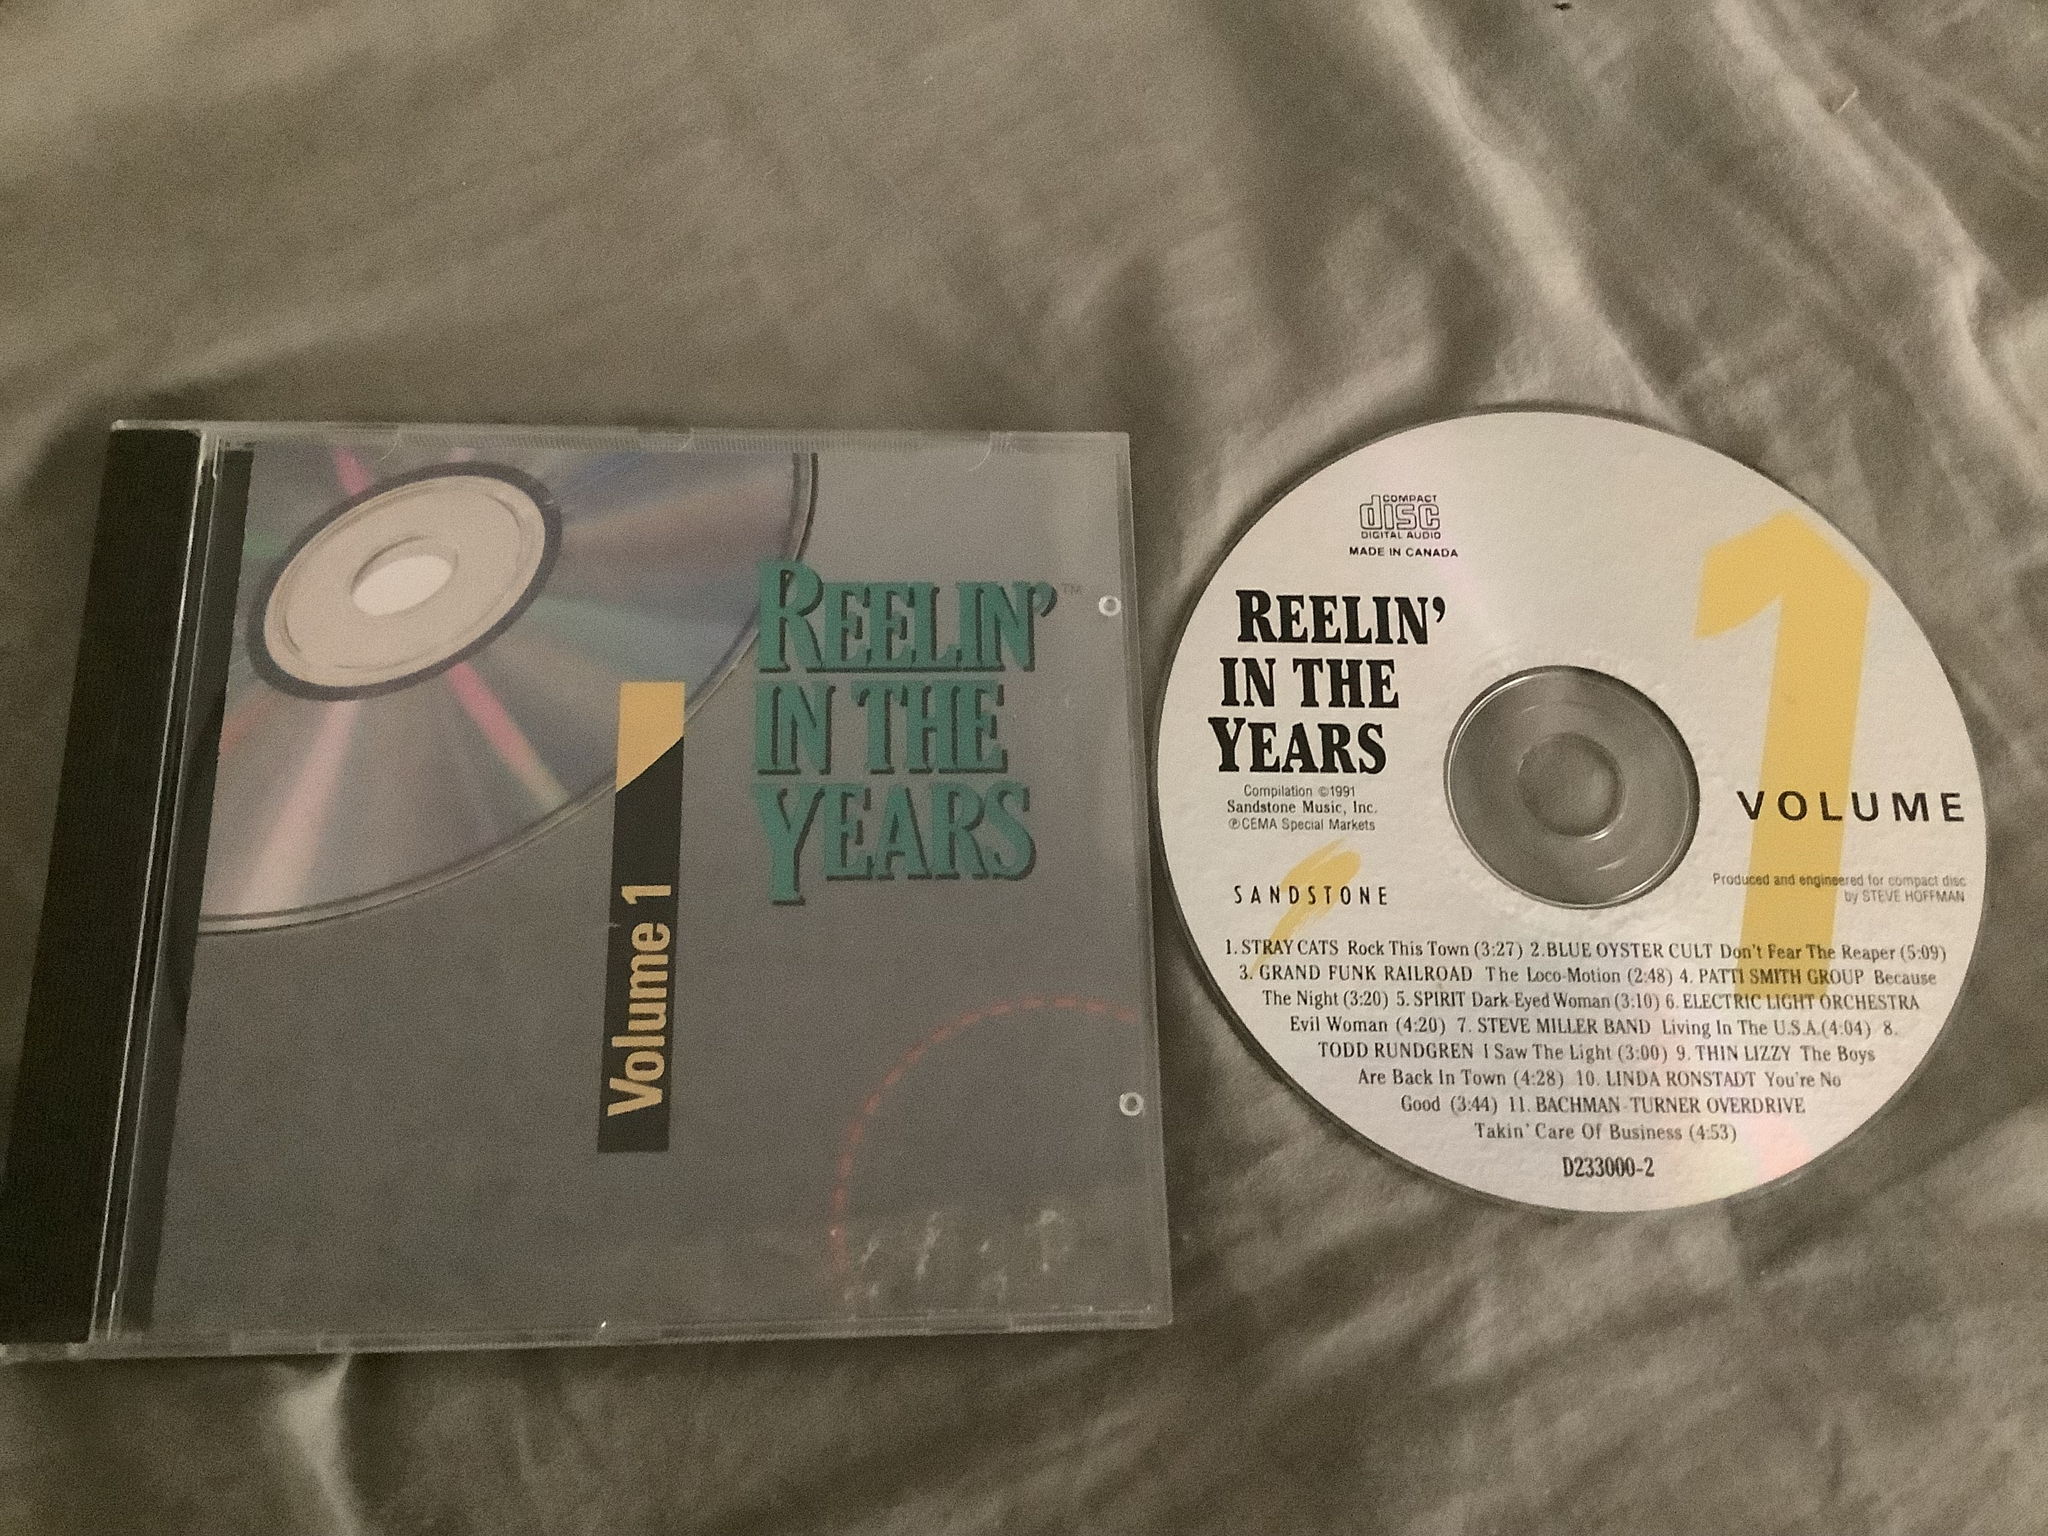 REELIN'™
IN THE
YEARS
Volume 1
COMPACT
disc
DIGITAL AUDIO
MADE IN CANADA
REELIN'
IN THE
YEARS
Compilation ©1991
Sandstone Music, Inc.
℗CEMA Special Markets
SANDSTONE
1
VOLUME
Produced and engineered for compact disc
by STEVE HOFFMAN
1. STRAY CATS Rock This Town (3:27) 2.BLUE OYSTER CULT Don't Fear The Reaper (5:09)
3. GRAND FUNK RAILROAD The Loco-Motion (2:48) 4. PATTI SMITH GROUP Because
The Night (3:20) 5. SPIRIT Dark Eyed Woman (3:10) 6. ELECTRIC LIGHT ORCHESTRA
Evil Woman (4:20) 7. STEVE MILLER BAND Living In The U.S.A.(4:04) 8.
TODD RUNDGREN I Saw The Light (3:00) 9. THIN LIZZY The Boys
Are Back In Town (4:28) 10. LINDA RONSTADT You're No
Good (3:44) 11. BACHMAN-TURNER OVERDRIVE
Takin' Care Of Business (4:53)
D233000-2